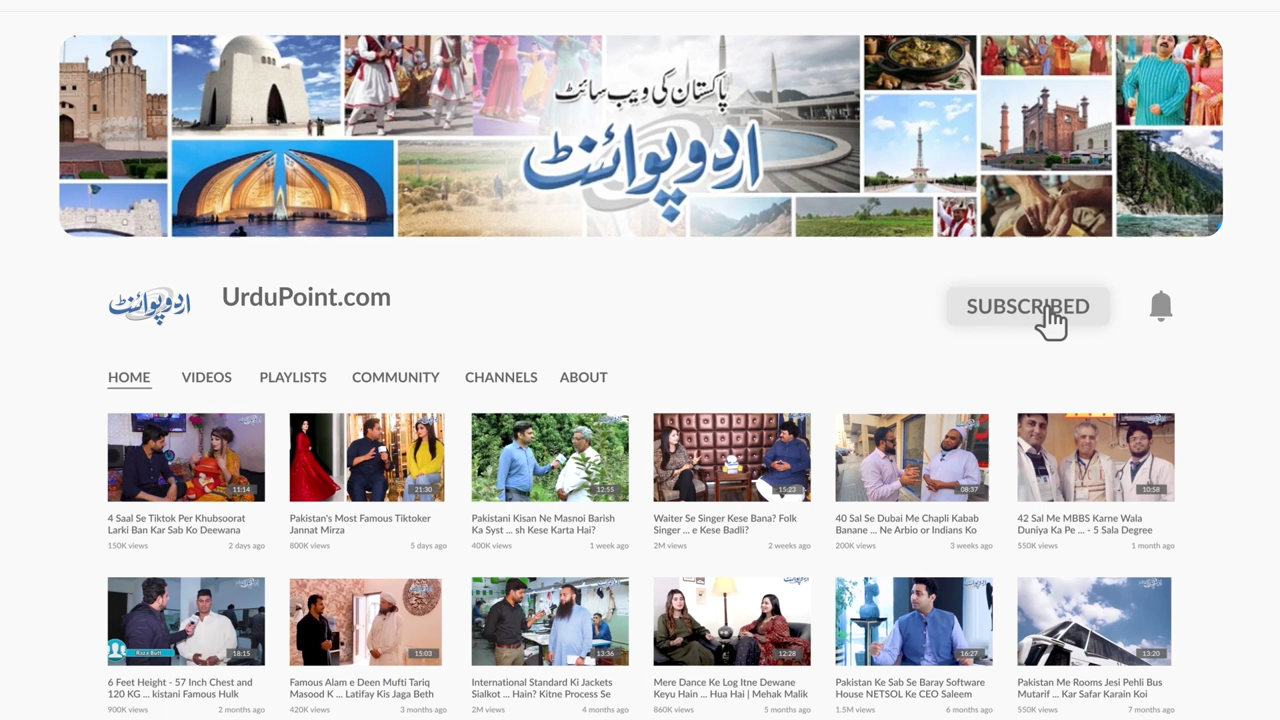 پاکستان کی ویب سائٹ
اردو پوائنٹ
اردو پوائنٹ
UrduPoint.com
SUBSCRIBED
HOME VIDEOS PLAYLISTS COMMUNITY CHANNELS ABOUT
11:14
21:30
12:55
15:23
08:37
10:58
4 Saal Se Tiktok Per Khubsoorat
Larki Ban Kar Sab Ko Deewana
150K views 2 days ago
Pakistan's Most Famous Tiktoker
Jannat Mirza
800K views 5 days ago
Pakistani Kisan Ne Masnoi Barish
Ka Syst ... sh Kese Karta Hai?
400K views 1 week ago
Waiter Se Singer Kese Bana? Folk
Singer ... e Kese Badli?
2M views 2 weeks ago
40 Sal Se Dubai Me Chapli Kabab
Banane ... Ne Arbio or Indians Ko
200K views 3 weeks ago
42 Sal Me MBBS Karne Wala
Duniya Ka Pe ... - 5 Sala Degree
550K views 1 month ago
Raza Butt
18:15
15:03
13:36
12:28
16:27
13:20
6 Feet Height - 57 Inch Chest and
120 KG ... kistani Famous Hulk
900K views 2 months ago
Famous Alam e Deen Mufti Tariq
Masood K ... Latifay Kis Jaga Beth
420K views 3 months ago
International Standard Ki Jackets
Sialkot ... Hain? Kitne Process Se
2M views 4 months ago
Mere Dance Ke Log Itne Dewane
Keyu Hain ... Hua Hai | Mehak Malik
860K views 5 months ago
Pakistan Ke Sab Se Baray Software
House NETSOL Ke CEO Saleem
1.5M views 6 months ago
Pakistan Me Rooms Jesi Pehli Bus
Mutarif ... Kar Safar Karain Koi
550K views 7 months ago